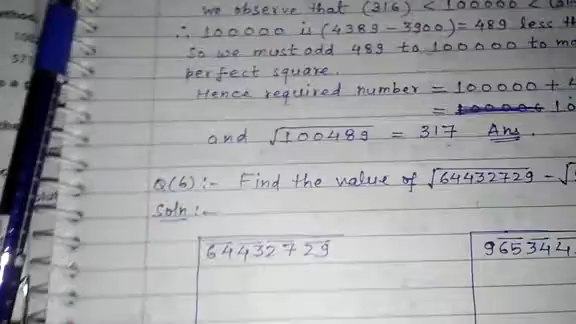 we observe that (316) < 100000 <
∴ 100000 is (4389 - 3900) = 489 less
So we must add 489 to 100000 to
perfect square.
Hence required number = 100000 +
=
and √100489 = 317 Ans.
Q(6):- Find the value of √64432729 - √
Soln:-
64432729
965344